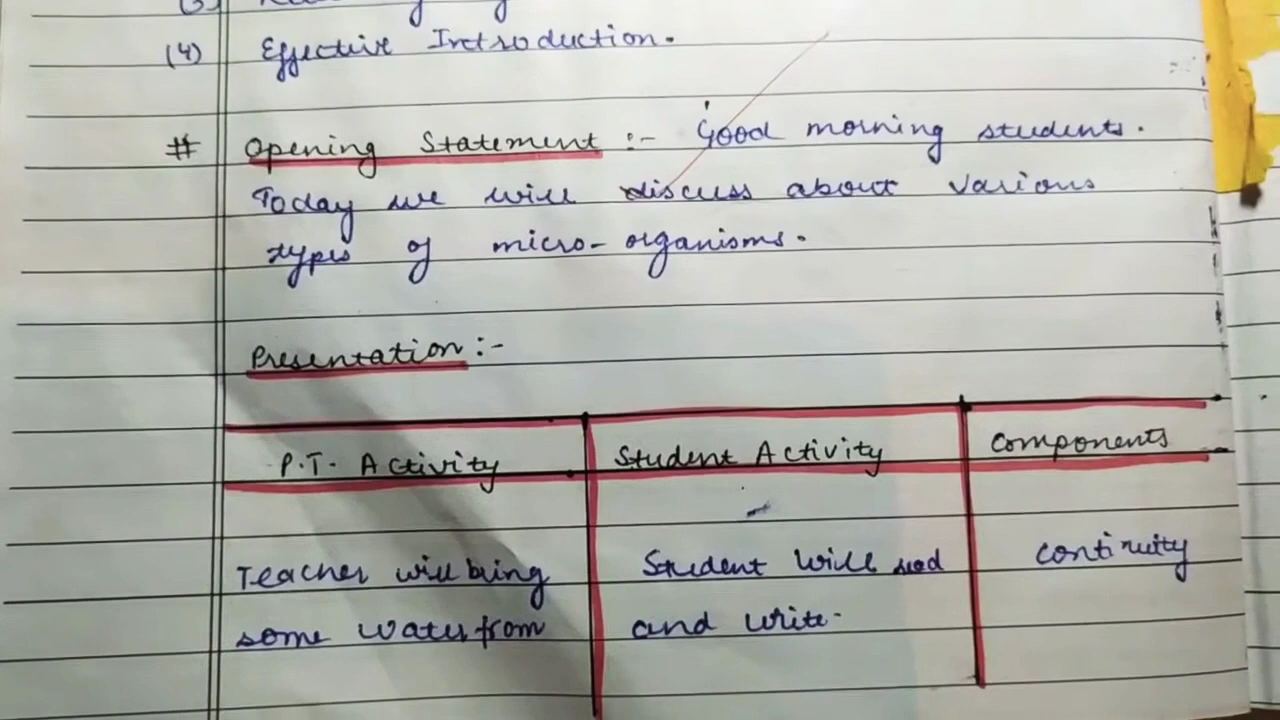 (4) Effective Introduction.
# Opening Statement :- Good morning students.
Today we will discuss about various
types of micro-organisms.
Presentation :-
P.T. Activity Student Activity Components
Teacher will bring Student will read continuity
some water from and write.